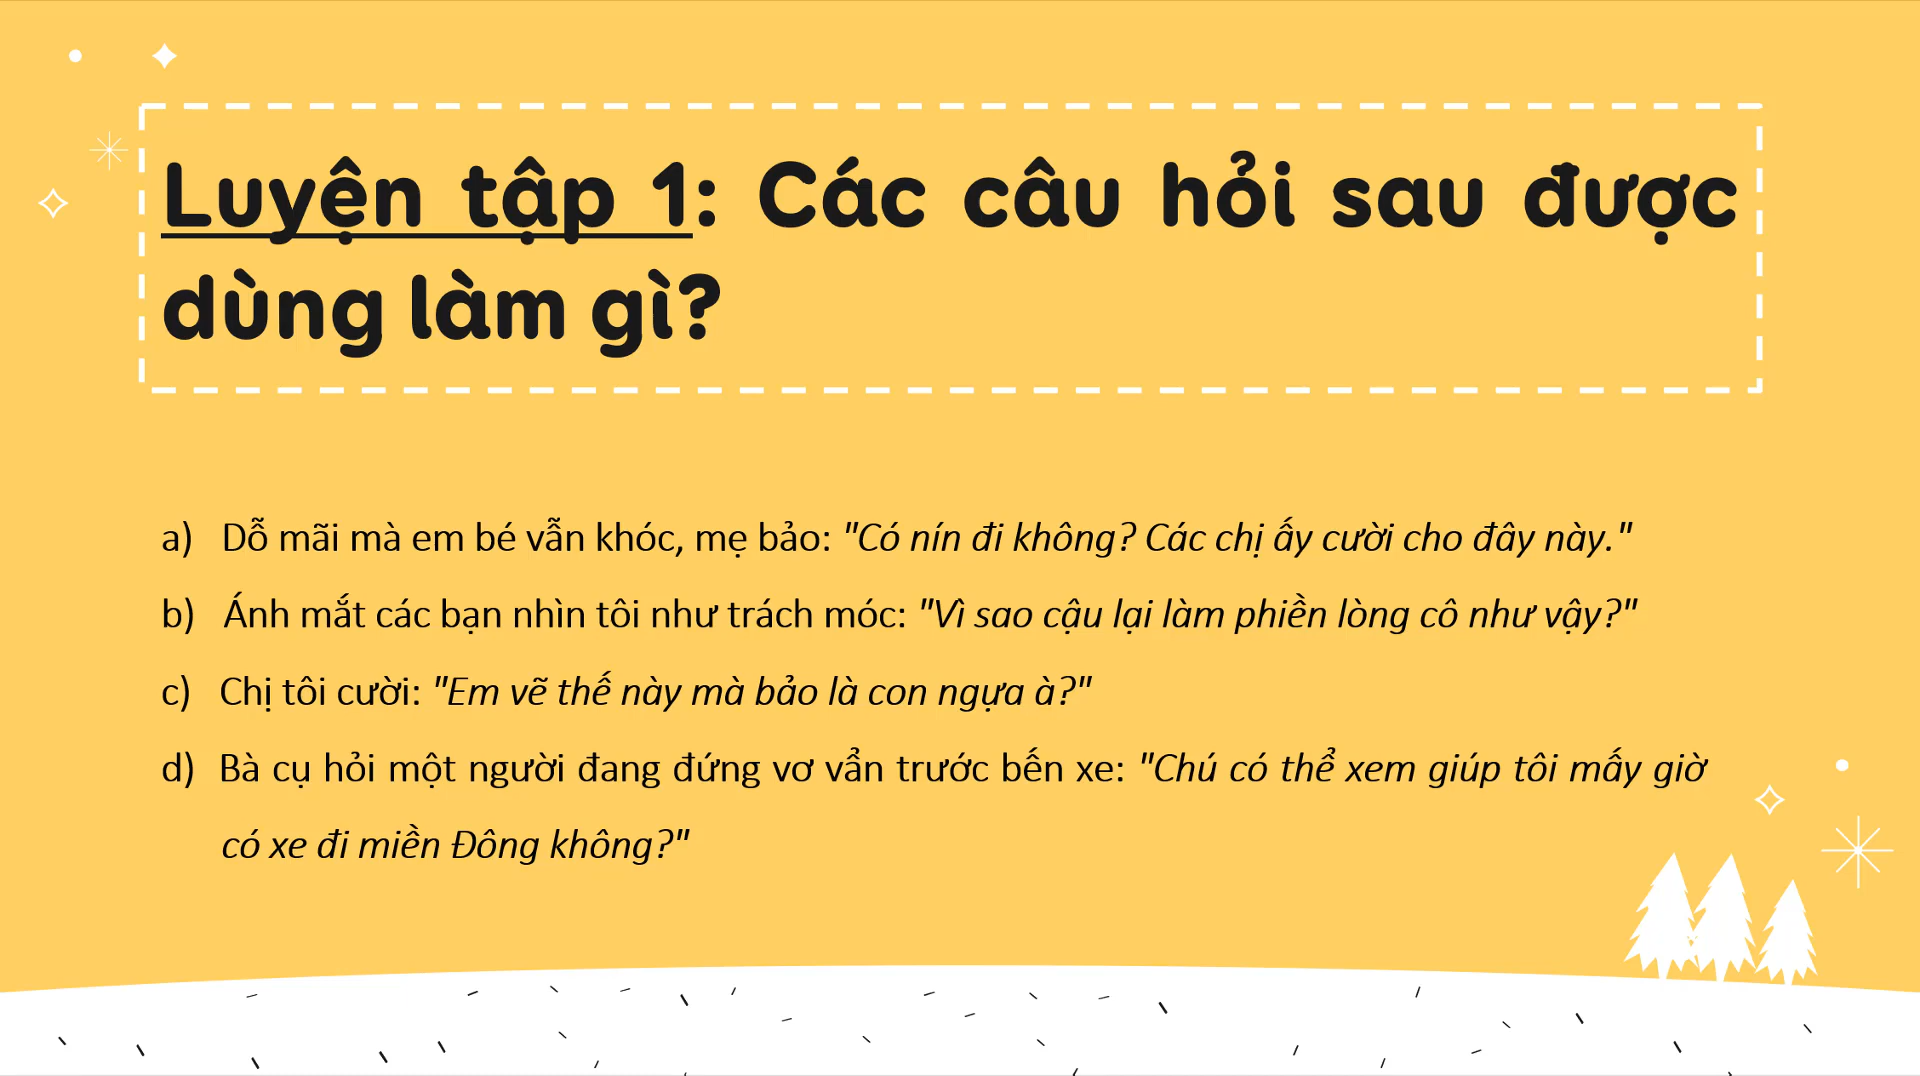 Luyện tập 1: Các câu hỏi sau được
dùng làm gì?
a) Dỗ mãi mà em bé vẫn khóc, mẹ bảo: "Có nín đi không? Các chị ấy cười cho đây này."
b) Ánh mắt các bạn nhìn tôi như trách móc: "Vì sao cậu lại làm phiền lòng cô như vậy?"
c) Chị tôi cười: "Em vẽ thế này mà bảo là con ngựa à?"
d) Bà cụ hỏi một người đang đứng vơ vẩn trước bến xe: "Chú có thể xem giúp tôi mấy giờ
có xe đi miền Đông không?"